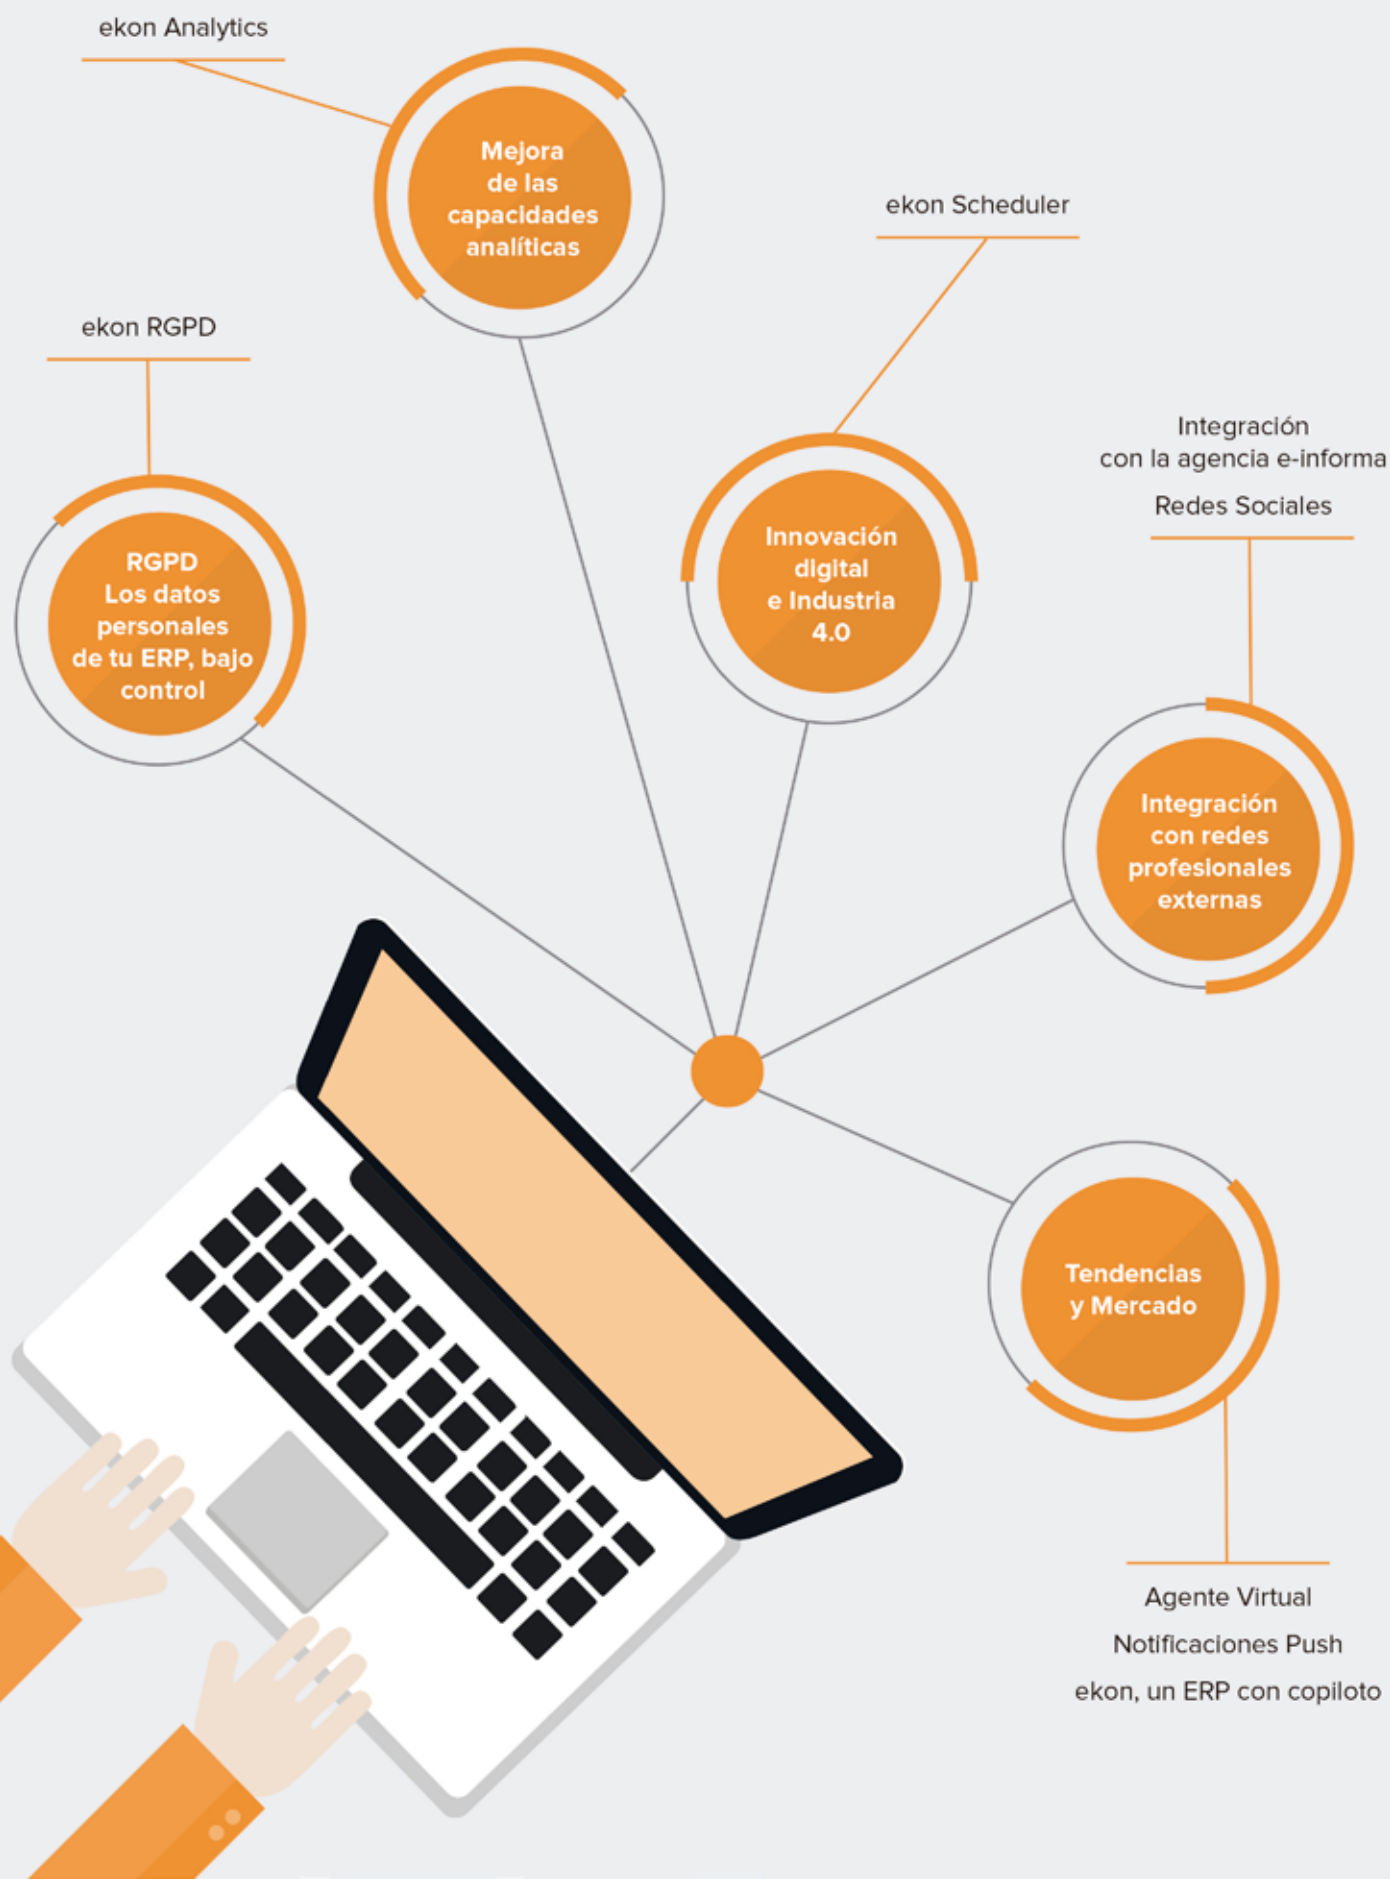 ekon Analytics
Mejora
de las
capacidades
analíticas
ekon Scheduler
ekon RGPD
Integración
con la agencia e-informa
Redes Sociales
RGPD
Los datos
personales
de tu ERP, bajo
control
Innovación
digital
e Industria
4.0
Integración
con redes
profesionales
externas
Tendencias
y Mercado
Agente Virtual
Notificaciones Push
ekon, un ERP con copiloto